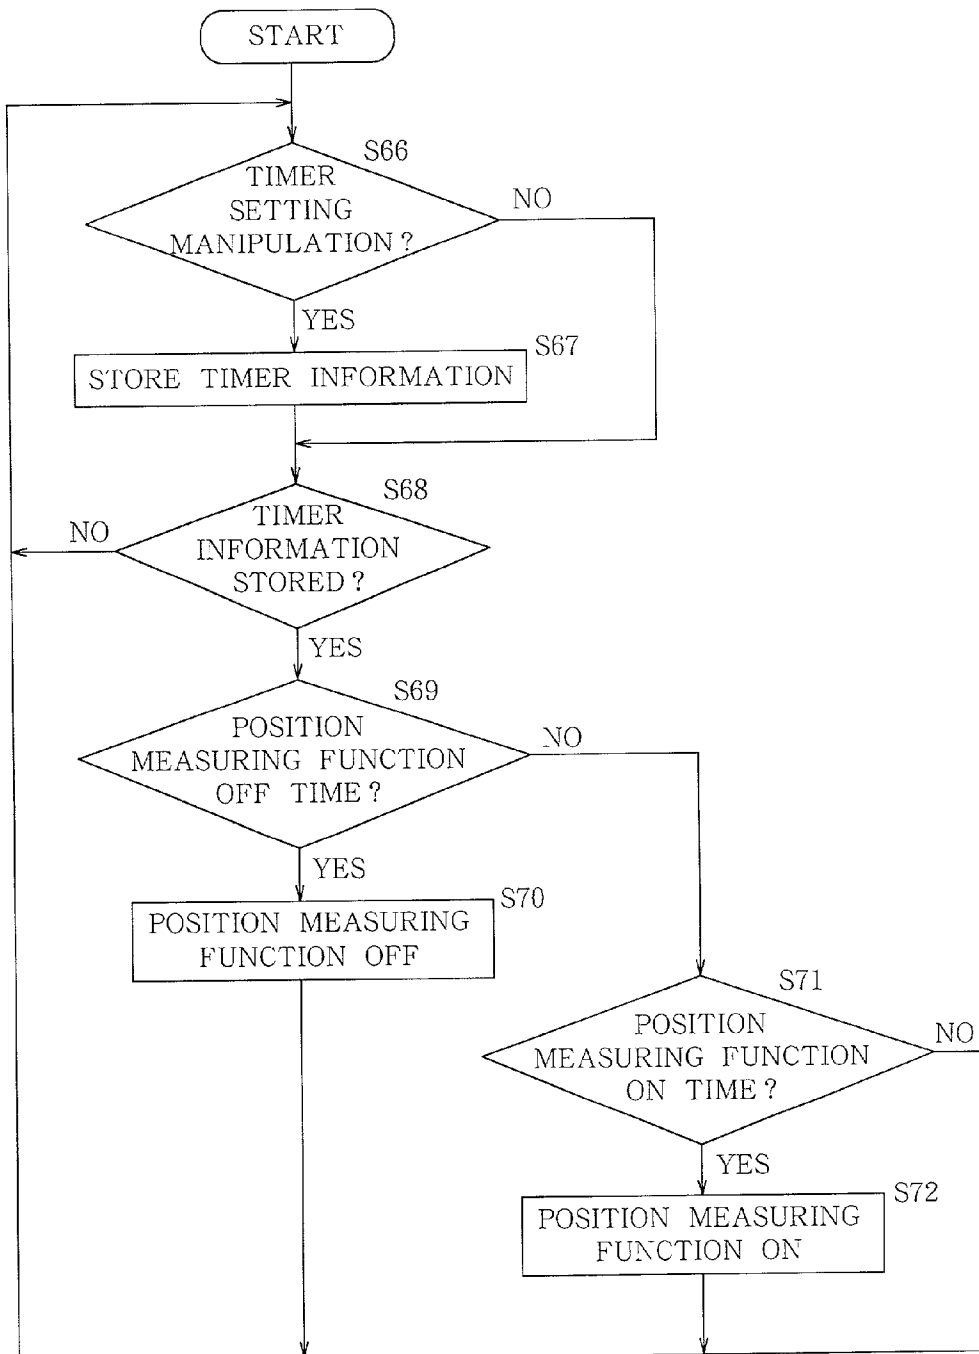 START
S66
TIMER
SETTING
MANIPULATION?
NO
YES
S67
STORE TIMER INFORMATION
S68
NO
TIMER
INFORMATION
STORED?
YES
S69
POSITION
MEASURING FUNCTION
OFF TIME?
NO
YES
S70
POSITION MEASURING
FUNCTION OFF
S71
POSITION
MEASURING FUNCTION
ON TIME?
NO
YES
S72
POSITION MEASURING
FUNCTION ON